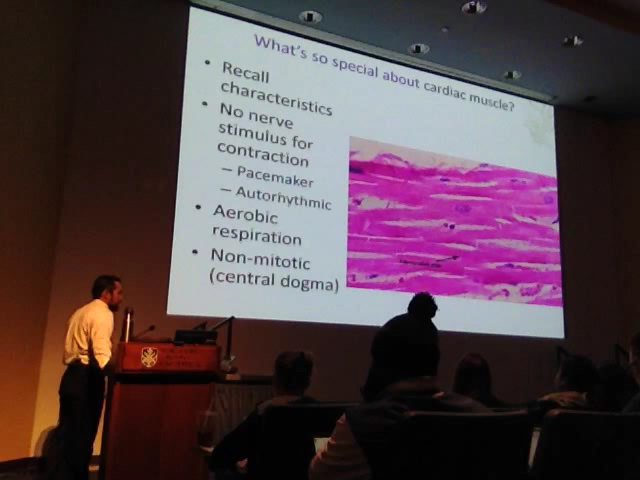 What's so special about cardiac muscle?
• Recall
characteristics
• No nerve
stimulus for
contraction
– Pacemaker
– Autorhythmic
• Aerobic
respiration
• Non-mitotic
(central dogma)